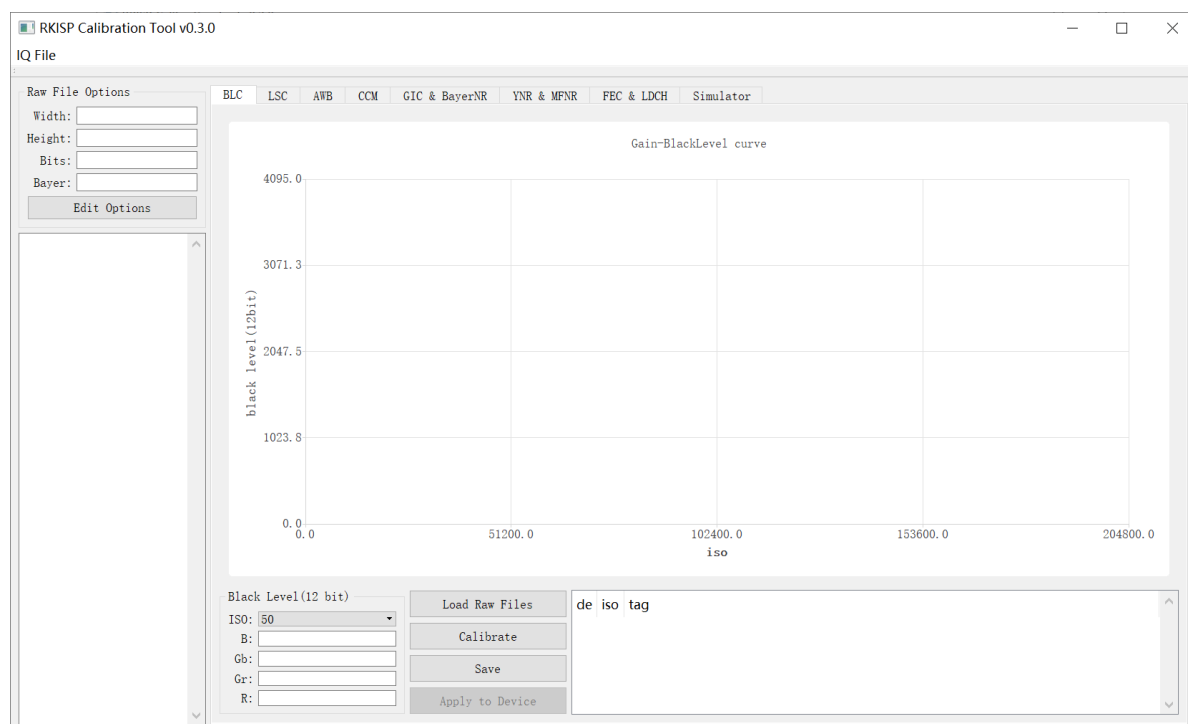 RKISP Calibration Tool v0.3.0
IQ File
Raw File Options
Width:
Height:
Bits:
Bayer:
Edit Options
BLC LSC AWB CCM GIC & BayerNR YNR & MFNR FEC & LDCH Simulator
Gain-BlackLevel curve
4095.0
3071.3
2047.5
1023.8
0.0
black level(12bit)
0.0 51200.0 102400.0 153600.0 204800.0
iso
Black Level(12 bit)
ISO: 50
B:
Gb:
Gr:
R:
Load Raw Files
Calibrate
Save
Apply to Device
de iso tag